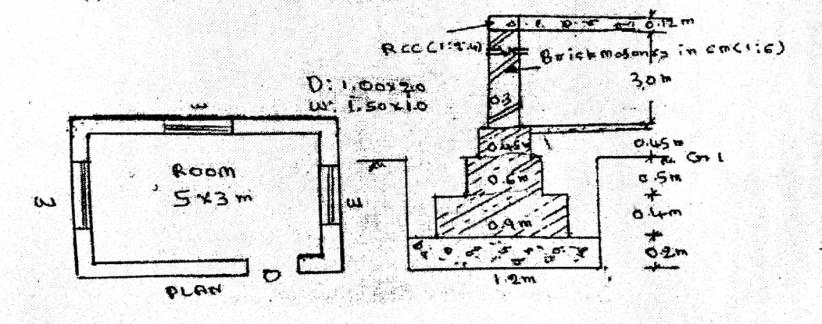 0.12m
RCC(1:2:4)
Brick masonry in cm(1:6)
3.0m
D: 1.00x2.0
W: 1.50x1.0
0.3
W
ROOM
5x3m
W
W
D
PLAN
0.45
0.45m
G.L
0.6m
0.5m
0.4m
0.9m
0.2m
1.2m